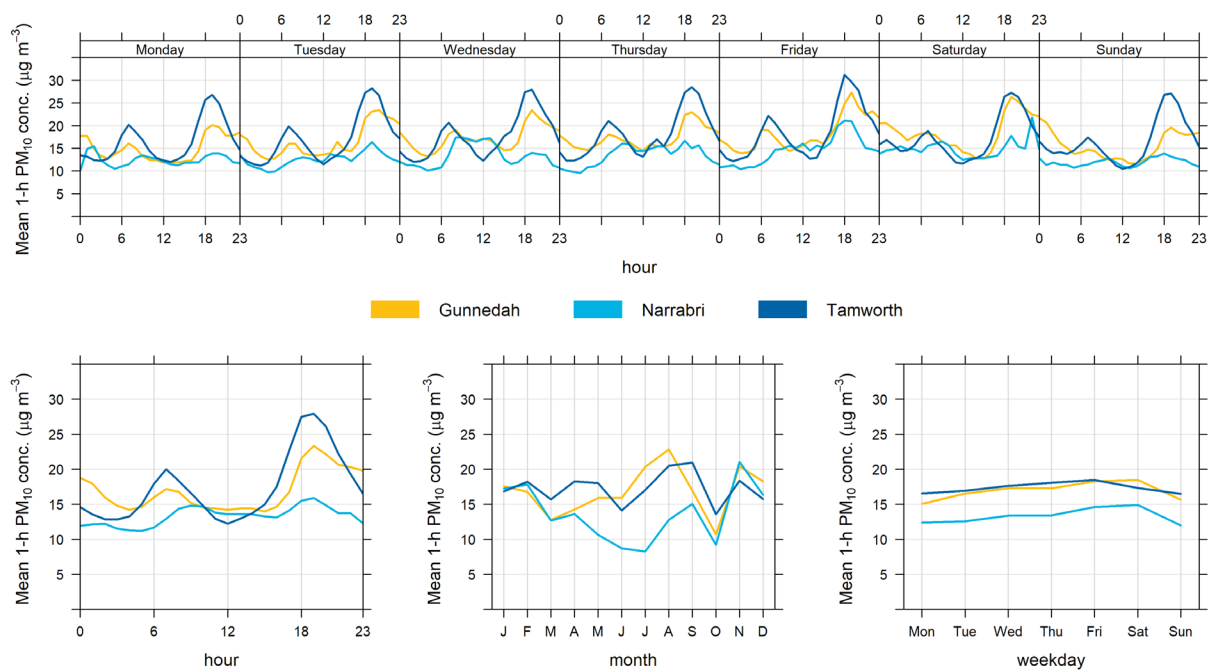 0 6 12 18 23 0 6 12 18 23 0 6 12 18 23
Monday Tuesday Wednesday Thursday Friday Saturday Sunday
Mean 1-h PM₁₀ conc. (µg m⁻³)
30
25
20
15
10
5
0 6 12 18 23 0 6 12 18 23 0 6 12 18 23 0 6 12 18 23
hour
Gunnedah Narrabri Tamworth
Mean 1-h PM₁₀ conc. (µg m⁻³)
30
25
20
15
10
5
0 6 12 18 23
hour
Mean 1-h PM₁₀ conc. (µg m⁻³)
30
25
20
15
10
5
J F M A M J J A S O N D
month
Mean 1-h PM₁₀ conc. (µg m⁻³)
30
25
20
15
10
5
Mon Tue Wed Thu Fri Sat Sun
weekday